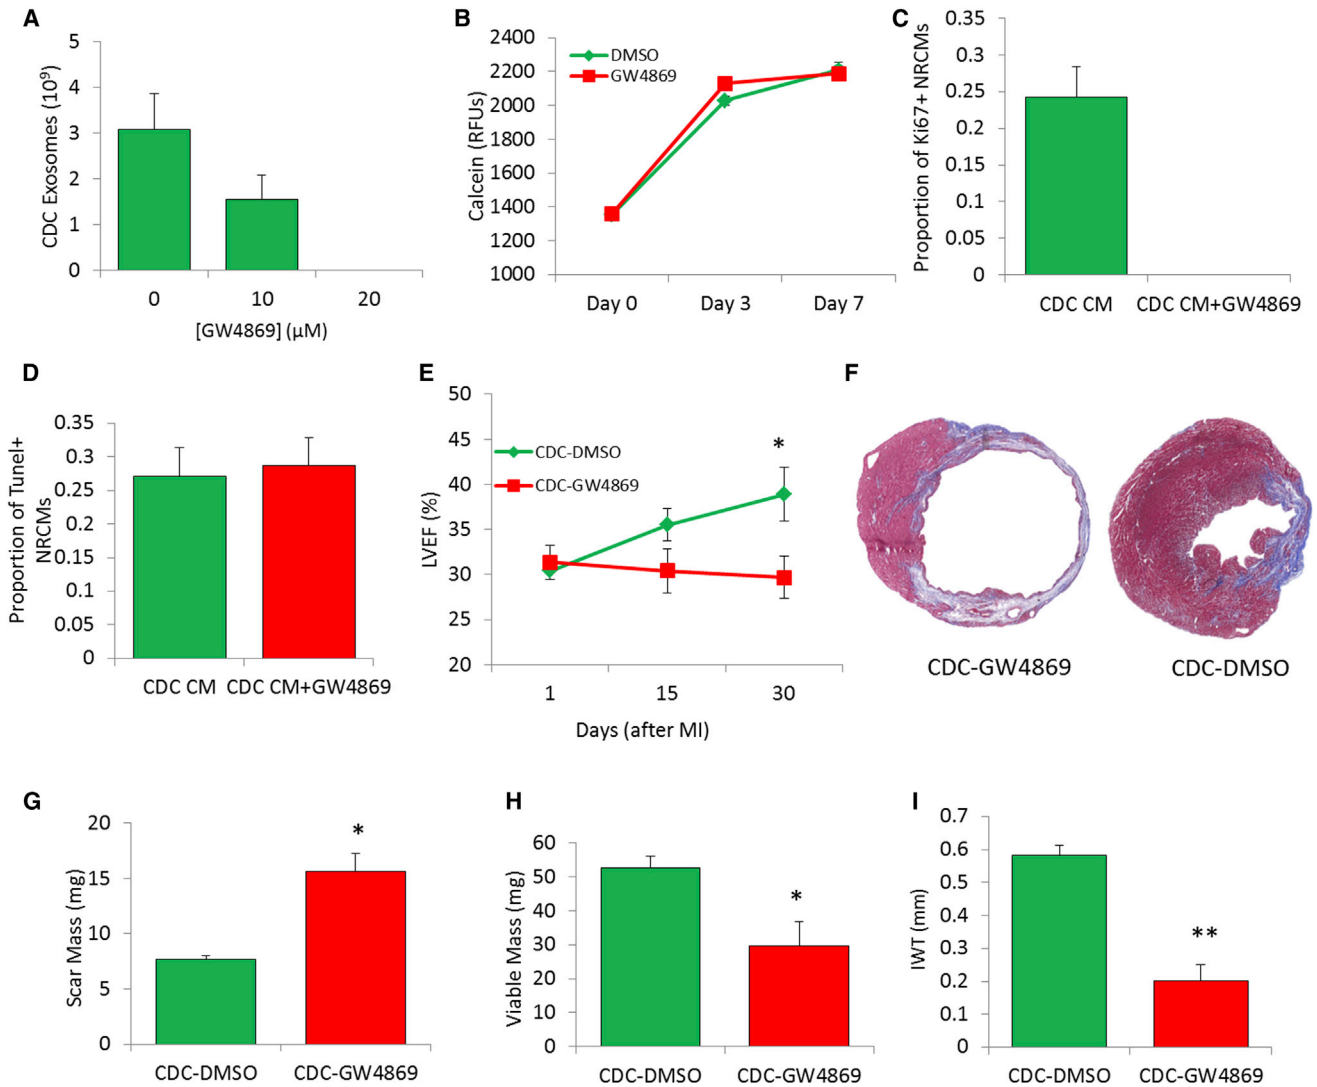 A
CDC Exosomes (10⁹)
5
4
3
2
1
0
0 10 20
[GW4869] (µM)
B
Calcein (RFUs)
2400
2200
2000
1800
1600
1400
1200
1000
DMSO
GW4869
Day 0 Day 3 Day 7
C
Proportion of Ki67+ NRCMs
0.35
0.3
0.25
0.2
0.15
0.1
0.05
0
CDC CM CDC CM+GW4869
D
Proportion of Tunel+
NRCMs
0.35
0.3
0.25
0.2
0.15
0.1
0.05
0
CDC CM CDC CM+GW4869
E
LVEF (%)
50
45
40
35
30
25
20
CDC-DMSO
CDC-GW4869
*
1 15 30
Days (after MI)
F
CDC-GW4869 CDC-DMSO
G
Scar Mass (mg)
20
15
10
5
0
*
CDC-DMSO CDC-GW4869
H
Viable Mass (mg)
60
50
40
30
20
10
0
*
CDC-DMSO CDC-GW4869
I
IWT (mm)
0.7
0.6
0.5
0.4
0.3
0.2
0.1
0
**
CDC-DMSO CDC-GW4869